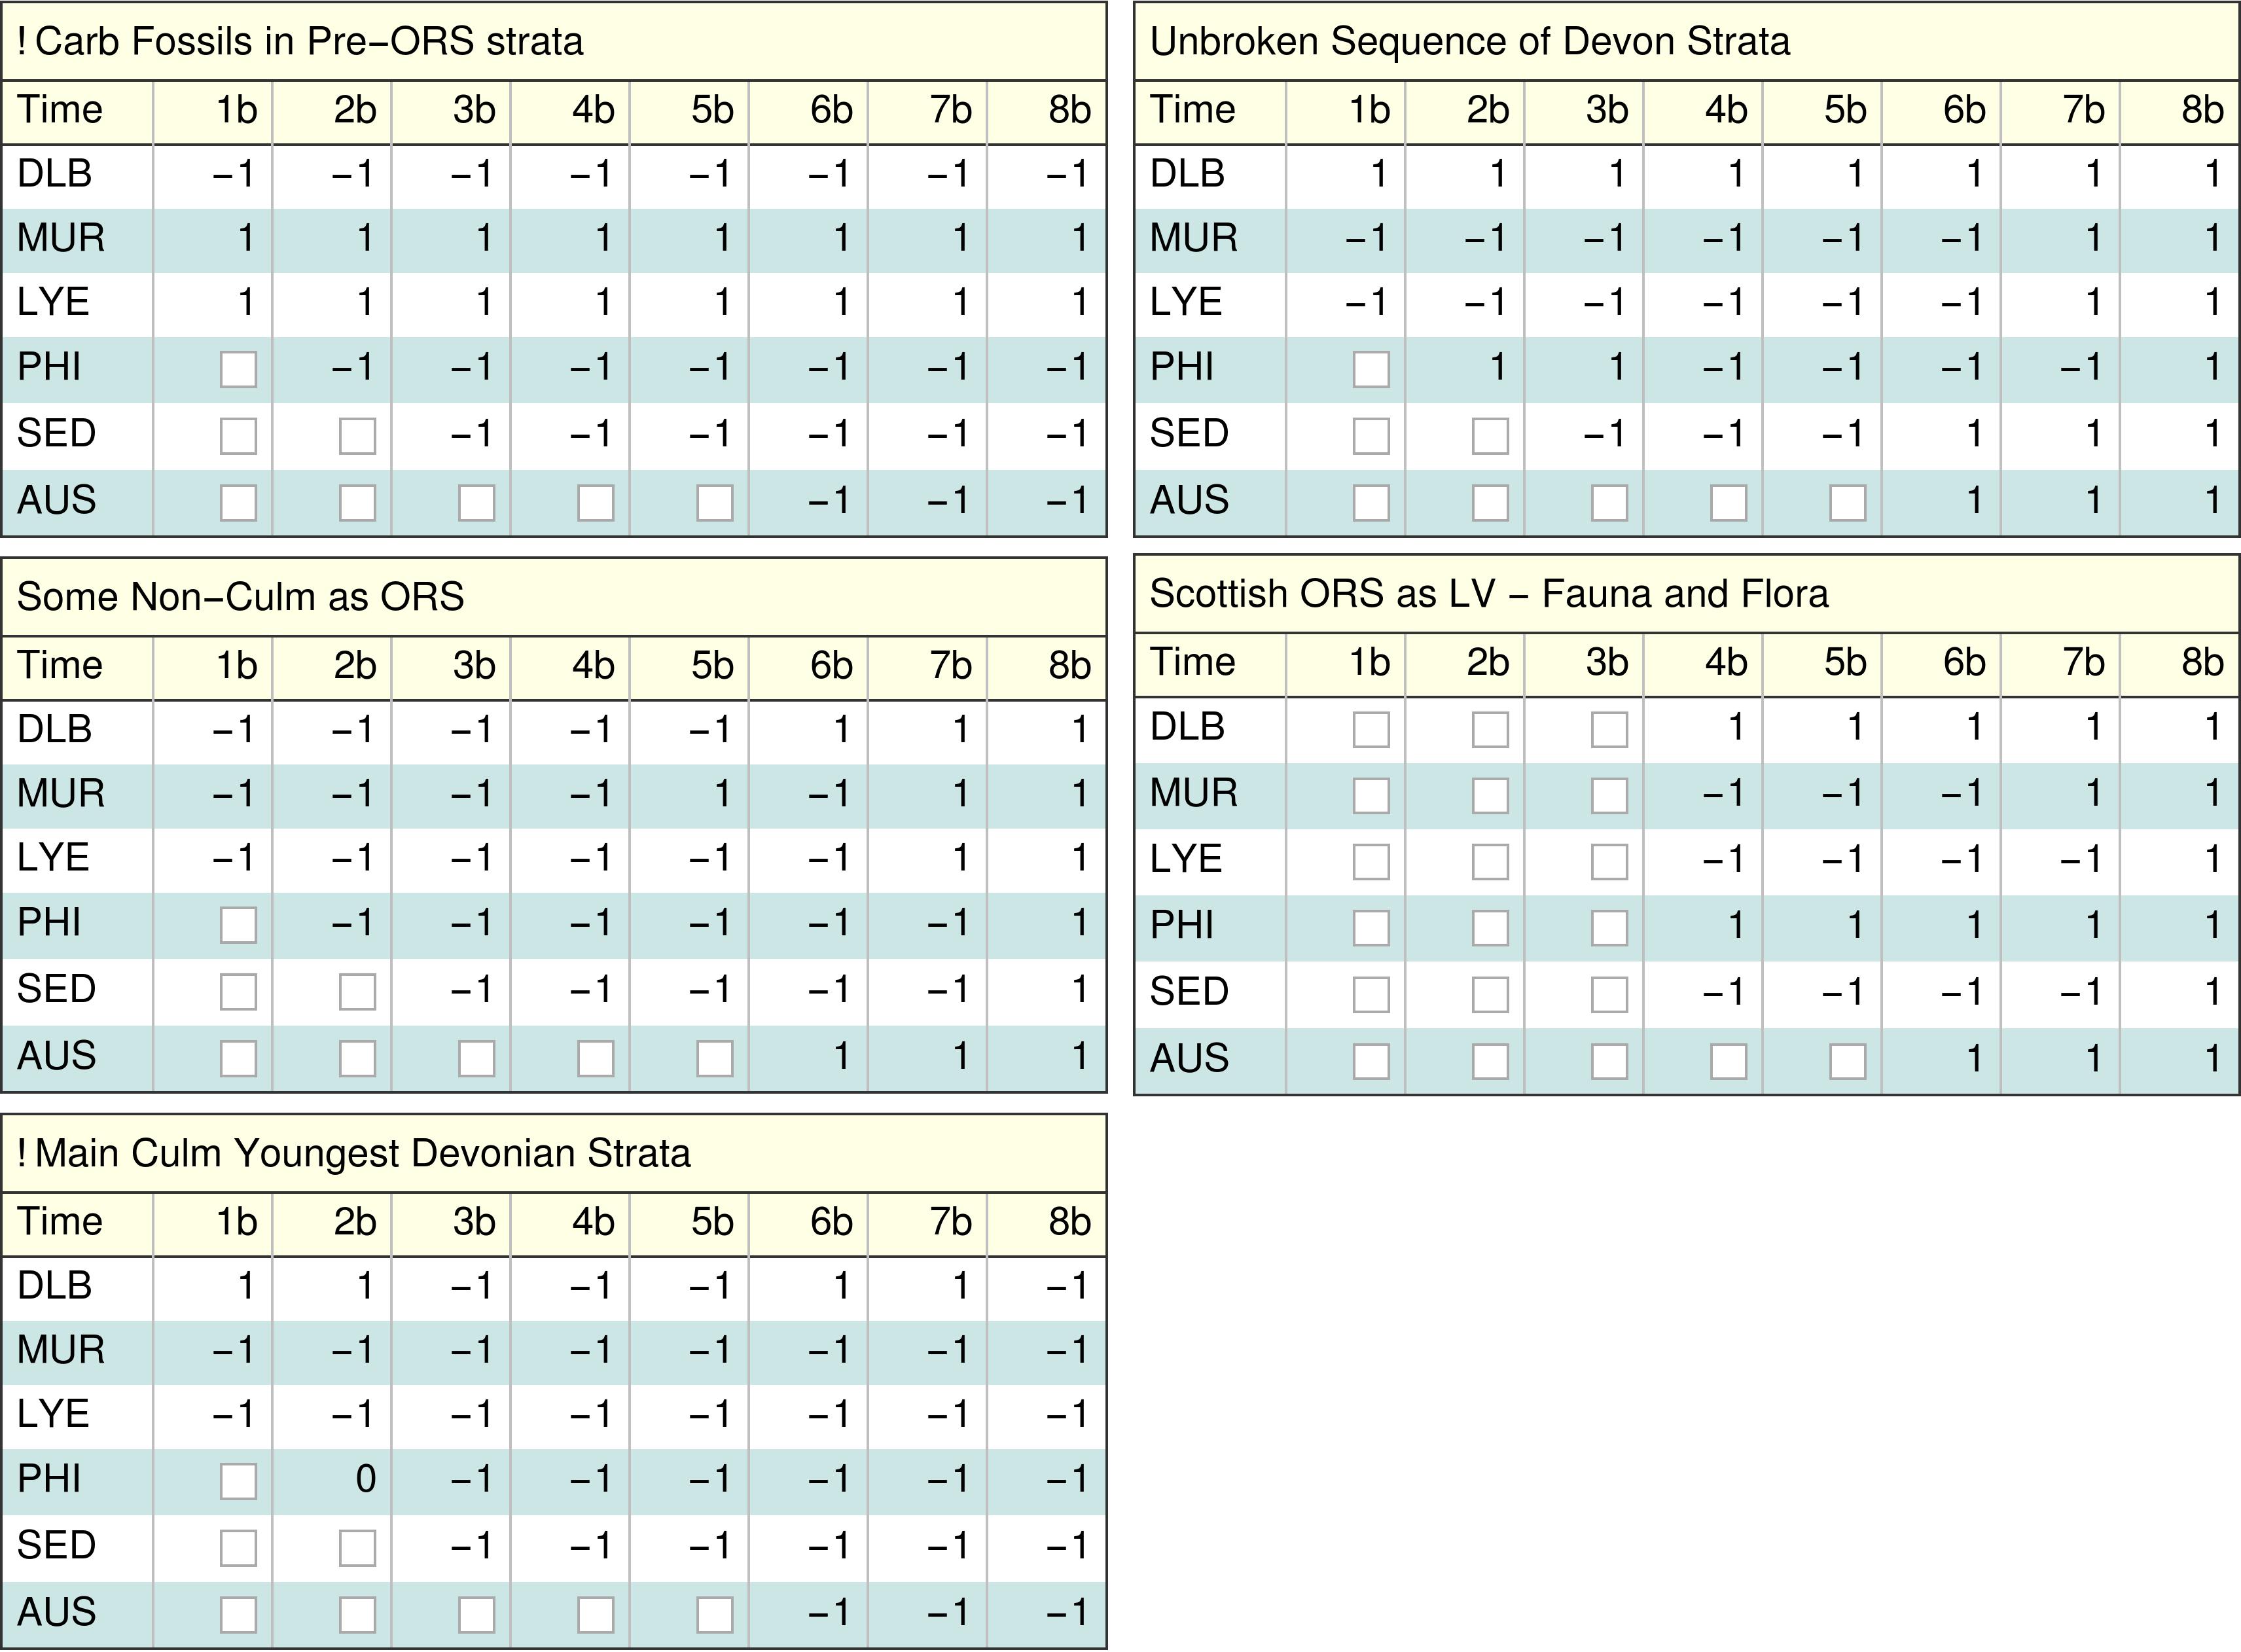 ! Carb Fossils in Pre–ORS strata
Time 1b 2b 3b 4b 5b 6b 7b 8b
DLB −1 −1 −1 −1 −1 −1 −1 −1
MUR 1 1 1 1 1 1 1 1
LYE 1 1 1 1 1 1 1 1
PHI −1 −1 −1 −1 −1 −1 −1
SED −1 −1 −1 −1 −1 −1
AUS −1 −1 −1
Unbroken Sequence of Devon Strata
Time 1b 2b 3b 4b 5b 6b 7b 8b
DLB 1 1 1 1 1 1 1 1
MUR −1 −1 −1 −1 −1 −1 1 1
LYE −1 −1 −1 −1 −1 −1 1 1
PHI 1 1 −1 −1 −1 −1 1
SED −1 −1 −1 1 1 1
AUS 1 1 1
Some Non–Culm as ORS
Time 1b 2b 3b 4b 5b 6b 7b 8b
DLB −1 −1 −1 −1 −1 1 1 1
MUR −1 −1 −1 −1 1 −1 1 1
LYE −1 −1 −1 −1 −1 −1 1 1
PHI −1 −1 −1 −1 −1 −1 1
SED −1 −1 −1 −1 −1 1
AUS 1 1 1
Scottish ORS as LV – Fauna and Flora
Time 1b 2b 3b 4b 5b 6b 7b 8b
DLB 1 1 1 1 1
MUR −1 −1 −1 1 1
LYE −1 −1 −1 −1 1
PHI 1 1 1 1 1
SED −1 −1 −1 −1 1
AUS 1 1 1
! Main Culm Youngest Devonian Strata
Time 1b 2b 3b 4b 5b 6b 7b 8b
DLB 1 1 −1 −1 −1 1 1 −1
MUR −1 −1 −1 −1 −1 −1 −1 −1
LYE −1 −1 −1 −1 −1 −1 −1 −1
PHI 0 −1 −1 −1 −1 −1 −1
SED −1 −1 −1 −1 −1 −1
AUS −1 −1 −1